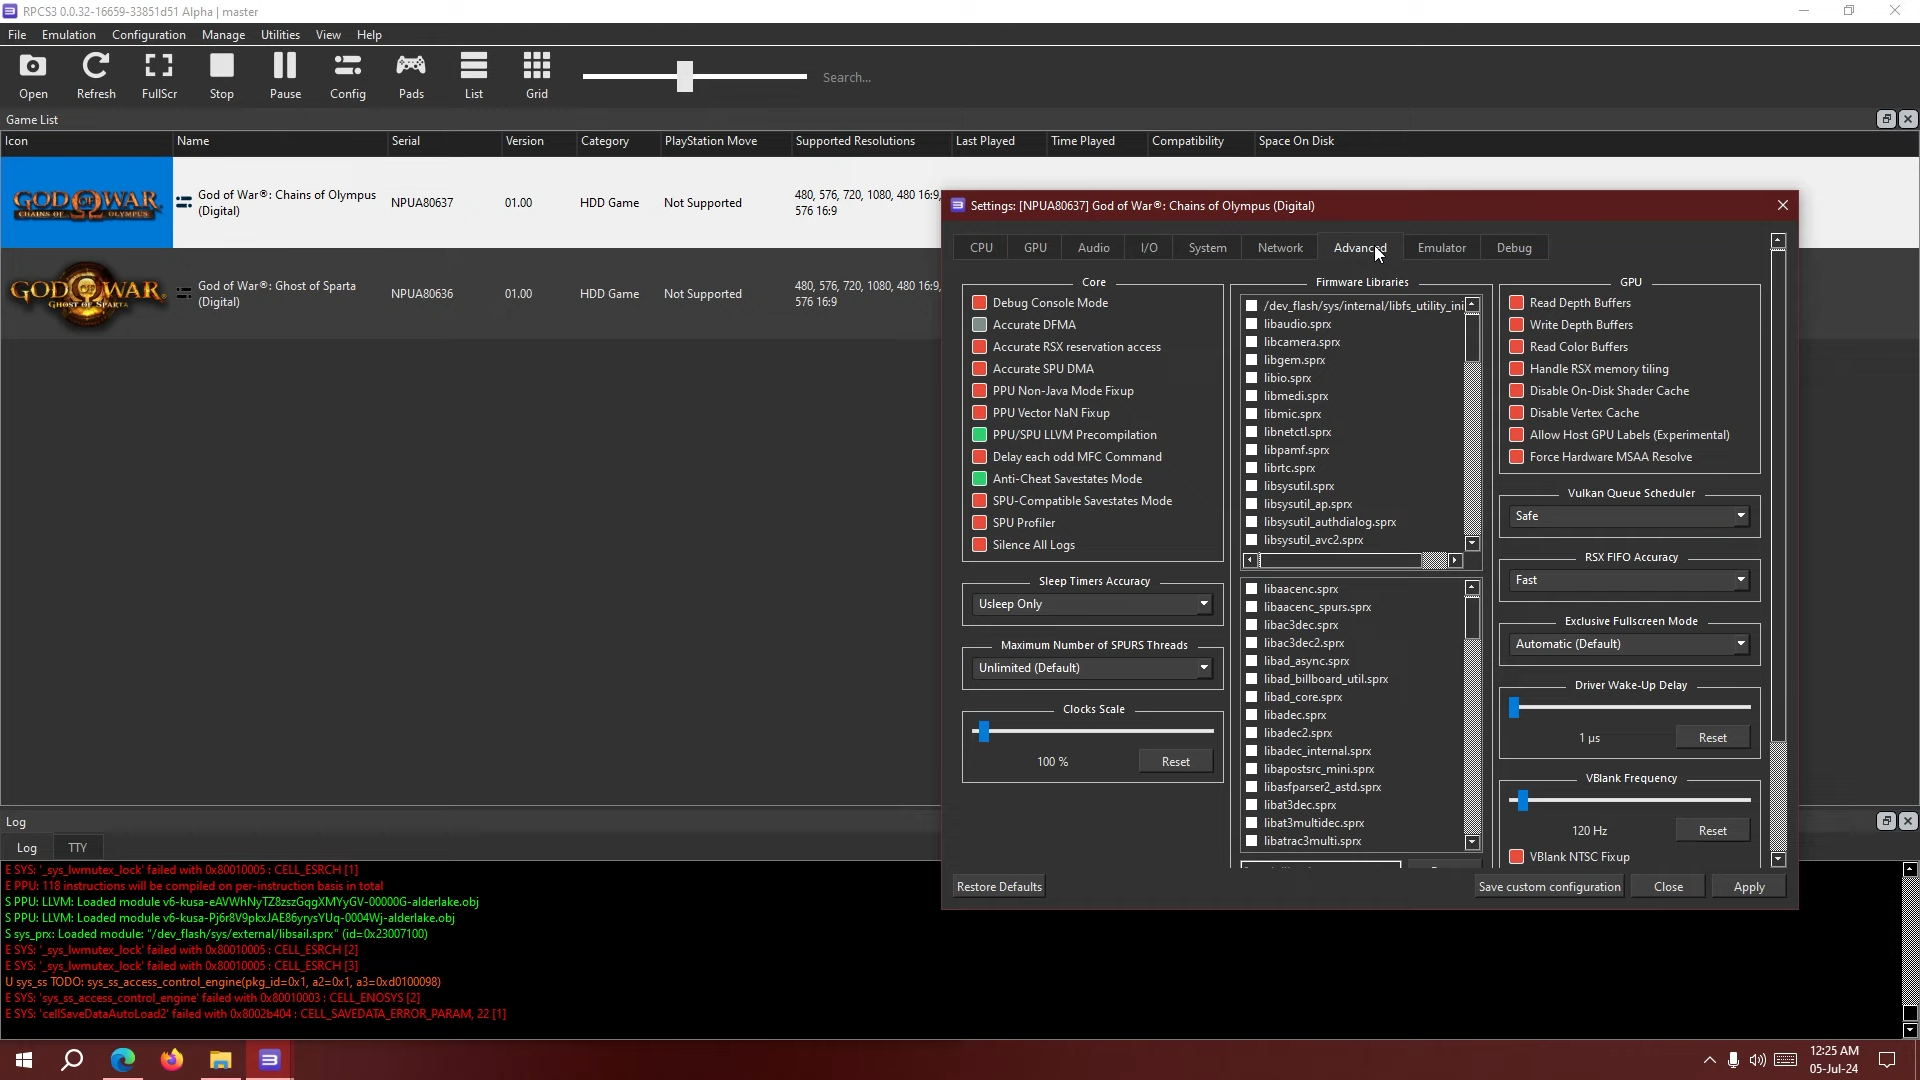 RPCS3 0.0.32-16659-33851d51 Alpha | master
File Emulation Configuration Manage Utilities View Help
Open Refresh FullScr Stop Pause Config Pads List Grid Search...
Game List
Icon Name Serial Version Category PlayStation Move Supported Resolutions Last Played Time Played Compatibility Space On Disk
GOD OF WAR
CHAINS OF OLYMPUS
God of War®: Chains of Olympus
(Digital)
NPUA80637 01.00 HDD Game Not Supported
480, 576, 720, 1080, 480 16:9,
576 16:9
GOD OF WAR
GHOST OF SPARTA
God of War®: Ghost of Sparta
(Digital)
NPUA80636 01.00 HDD Game Not Supported
480, 576, 720, 1080, 480 16:9,
576 16:9
Settings: [NPUA80637] God of War®: Chains of Olympus (Digital)
CPU GPU Audio I/O System Network Advanced Emulator Debug
Core
Debug Console Mode
Accurate DFMA
Accurate RSX reservation access
Accurate SPU DMA
PPU Non-Java Mode Fixup
PPU Vector NaN Fixup
PPU/SPU LLVM Precompilation
Delay each odd MFC Command
Anti-Cheat Savestates Mode
SPU-Compatible Savestates Mode
SPU Profiler
Silence All Logs
Sleep Timers Accuracy
Usleep Only
Maximum Number of SPURS Threads
Unlimited (Default)
Clocks Scale
100 % Reset
Firmware Libraries
/dev_flash/sys/internal/libfs_utility_ini
libaudio.sprx
libcamera.sprx
libgem.sprx
libio.sprx
libmedi.sprx
libmic.sprx
libnetctl.sprx
libpamf.sprx
librtc.sprx
libsysutil.sprx
libsysutil_ap.sprx
libsysutil_authdialog.sprx
libsysutil_avc2.sprx
libaacenc.sprx
libaacenc_spurs.sprx
libac3dec.sprx
libac3dec2.sprx
libad_async.sprx
libad_billboard_util.sprx
libad_core.sprx
libadec.sprx
libadec2.sprx
libadec_internal.sprx
libapostsrc_mini.sprx
libasfparser2_astd.sprx
libat3dec.sprx
libat3multidec.sprx
libatrac3multi.sprx
GPU
Read Depth Buffers
Write Depth Buffers
Read Color Buffers
Handle RSX memory tiling
Disable On-Disk Shader Cache
Disable Vertex Cache
Allow Host GPU Labels (Experimental)
Force Hardware MSAA Resolve
Vulkan Queue Scheduler
Safe
RSX FIFO Accuracy
Fast
Exclusive Fullscreen Mode
Automatic (Default)
Driver Wake-Up Delay
1 µs Reset
VBlank Frequency
120 Hz Reset
VBlank NTSC Fixup
Restore Defaults Save custom configuration Close Apply
Log
Log TTY
E SYS: '_sys_lwmutex_lock' failed with 0x80010005 : CELL_ESRCH [1]
E PPU: 118 instructions will be compiled on per-instruction basis in total
S PPU: LLVM: Loaded module v6-kusa-eAVWhNyTZ8zszGqgXMYyGV-00000G-alderlake.obj
S PPU: LLVM: Loaded module v6-kusa-Pj6r8V9pkxJAE86yrysYUq-0004Wj-alderlake.obj
S sys_prx: Loaded module: “/dev_flash/sys/external/libsail.sprx” (id=0x23007100)
E SYS: '_sys_lwmutex_lock' failed with 0x80010005 : CELL_ESRCH [2]
E SYS: '_sys_lwmutex_lock' failed with 0x80010005 : CELL_ESRCH [3]
U sys_ss TODO: sys_ss_access_control_engine(pkg_id=0x1, a2=0x1, a3=0xd0100098)
E SYS: 'sys_ss_access_control_engine' failed with 0x80010003 : CELL_ENOSYS [2]
E SYS: 'cellSaveDataAutoLoad2' failed with 0x8002b404 : CELL_SAVEDATA_ERROR_PARAM, 22 [1]
12:25 AM
05-Jul-24